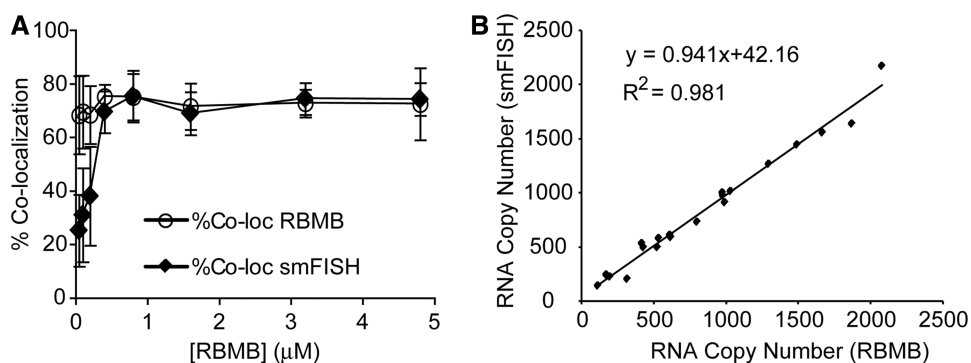 A
% Co-localization
100
80
60
40
20
0
%Co-loc RBMB
%Co-loc smFISH
0 1 2 3 4 5
[RBMB] (μM)
B
RNA Copy Number (smFISH)
2500
2000
1500
1000
500
0
y = 0.941x+42.16
R² = 0.981
0 500 1000 1500 2000 2500
RNA Copy Number (RBMB)